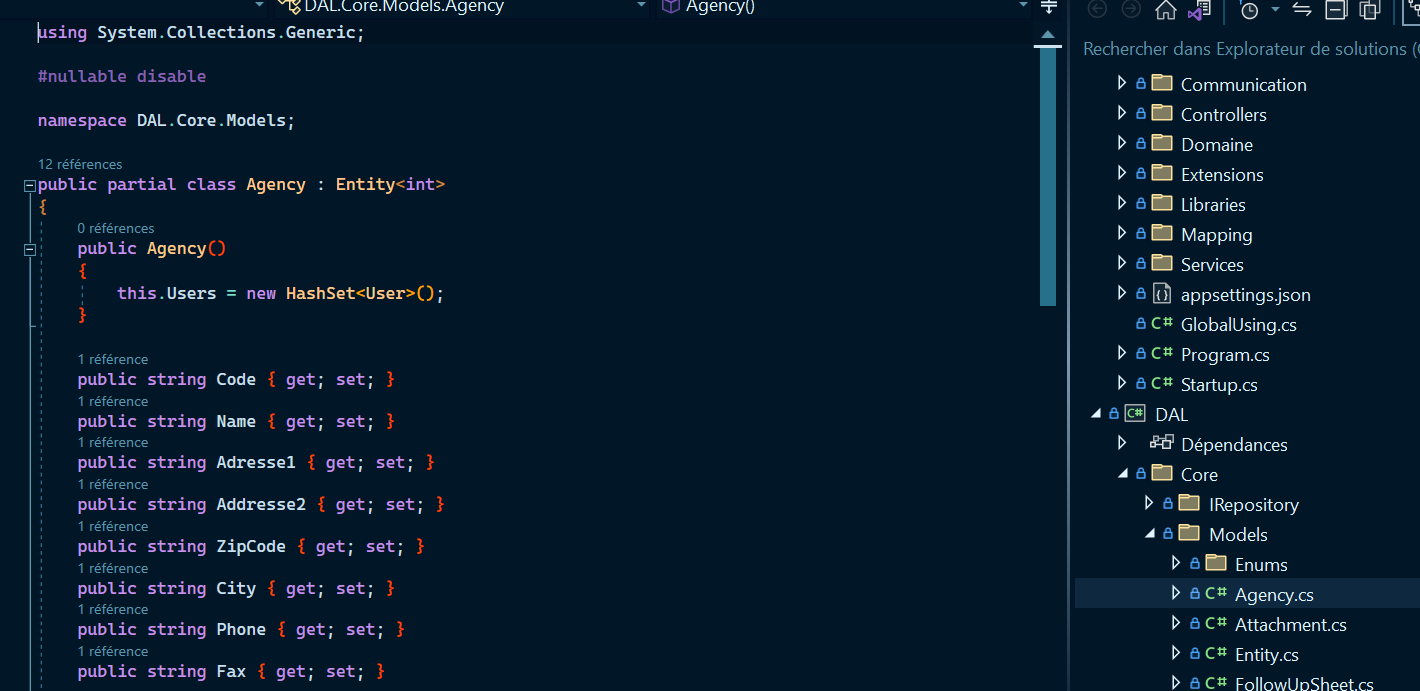 DAL.Core.Models.Agency
Agency()
using System.Collections.Generic;
#nullable disable
namespace DAL.Core.Models;
12 références
public partial class Agency : Entity<int>
{
0 références
public Agency()
{
this.Users = new HashSet<User>();
}
1 référence
public string Code { get; set; }
1 référence
public string Name { get; set; }
1 référence
public string Adresse1 { get; set; }
1 référence
public string Addresse2 { get; set; }
1 référence
public string ZipCode { get; set; }
1 référence
public string City { get; set; }
1 référence
public string Phone { get; set; }
1 référence
public string Fax { get; set; }
Rechercher dans Explorateur de solutions (
Communication
Controllers
Domaine
Extensions
Libraries
Mapping
Services
{} appsettings.json
C# GlobalUsing.cs
C# Program.cs
C# Startup.cs
C# DAL
Dépendances
Core
IRepository
Models
Enums
C# Agency.cs
C# Attachment.cs
C# Entity.cs
C# FollowUpSheet.cs